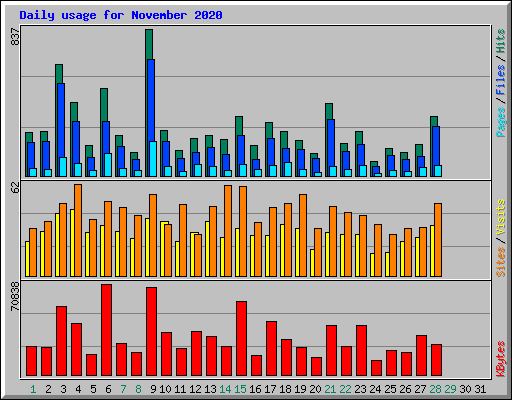 Daily usage for November 2020
837
Pages / Files / Hits
62
Sites / Visits
70838
KBytes
1 2 3 4 5 6 7 8 9 10 11 12 13 14 15 16 17 18 19 20 21 22 23 24 25 26 27 28 29 30 31